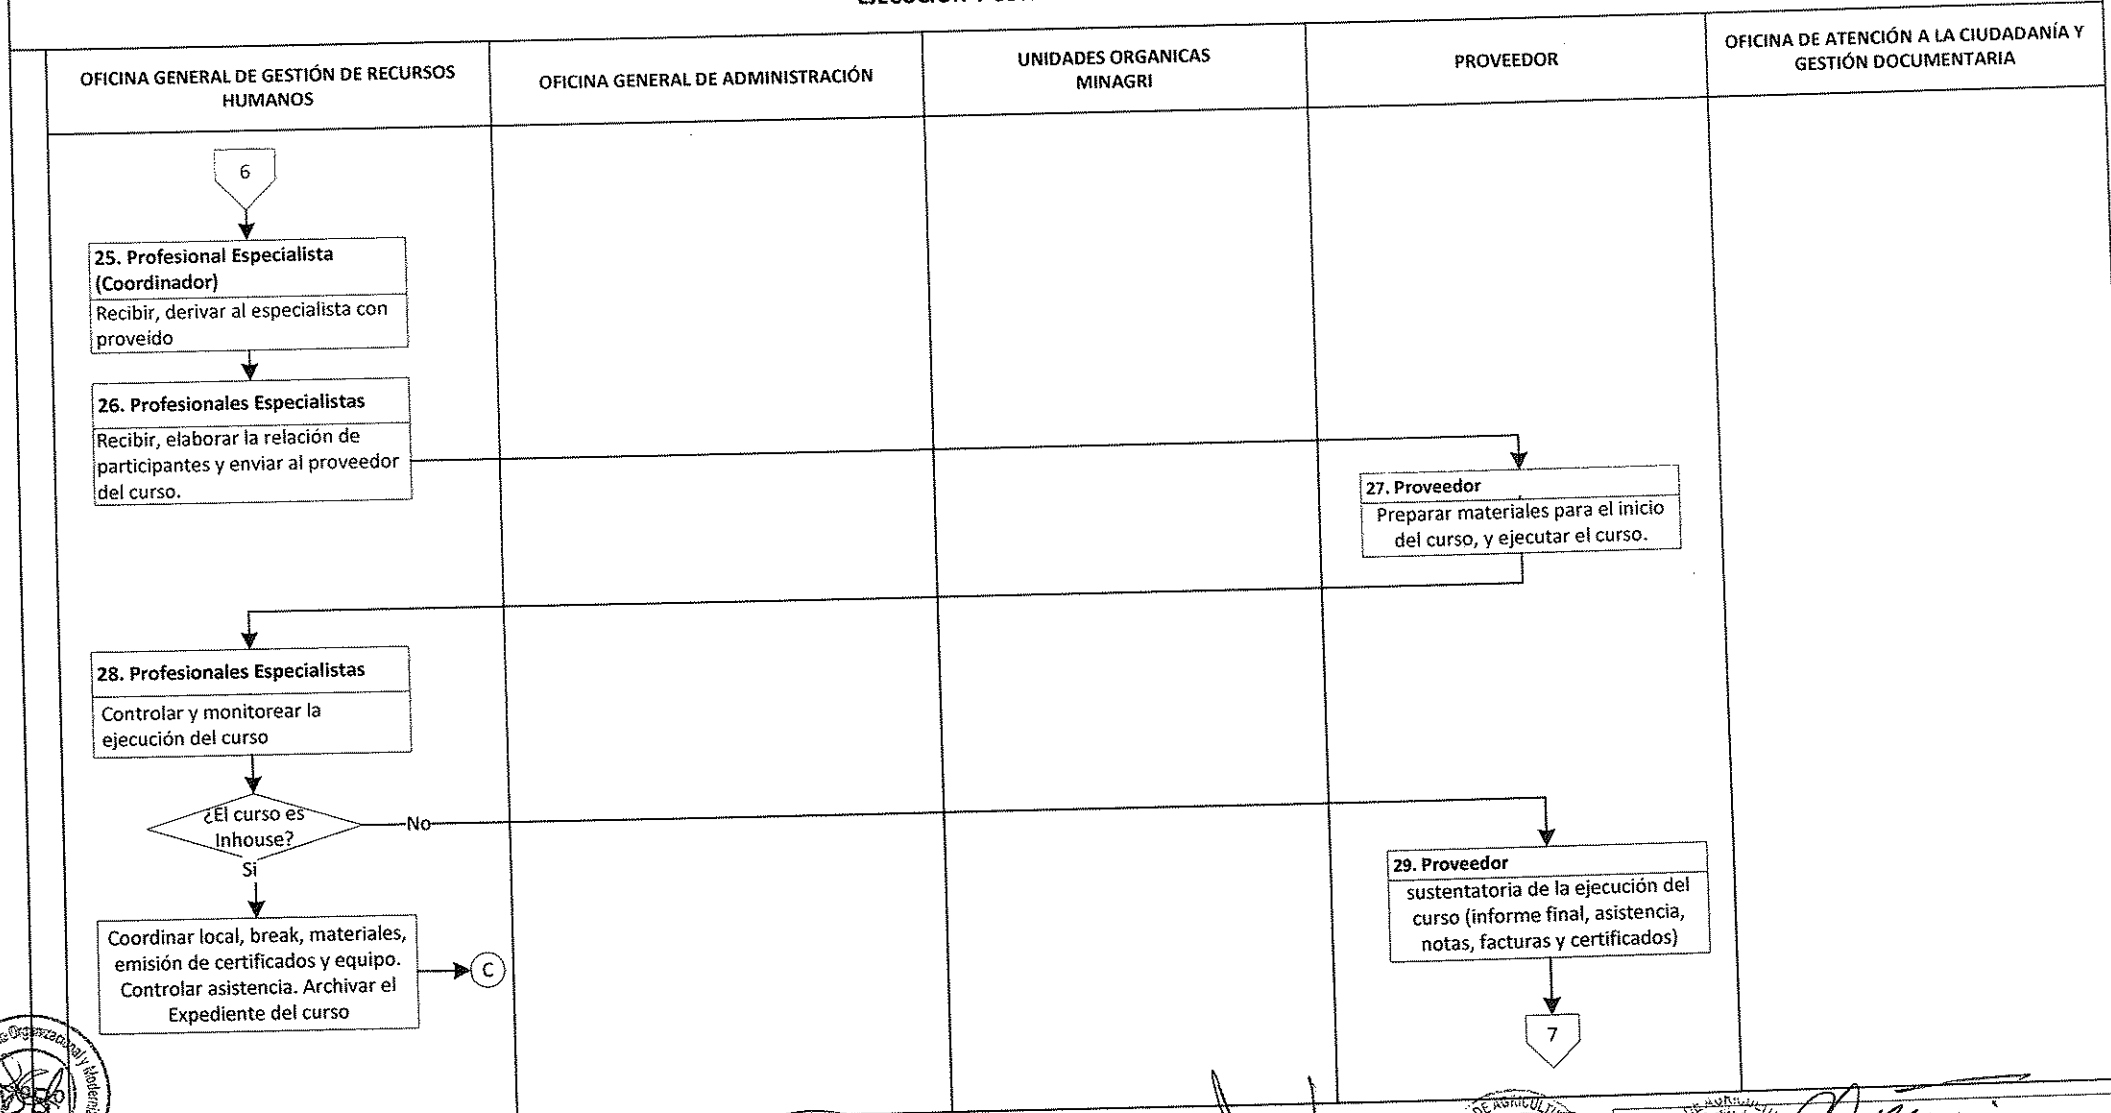 OFICINA GENERAL DE GESTIÓN DE RECURSOS
HUMANOS
OFICINA GENERAL DE ADMINISTRACIÓN
UNIDADES ORGANICAS
MINAGRI
PROVEEDOR
OFICINA DE ATENCIÓN A LA CIUDADANÍA Y
GESTIÓN DOCUMENTARIA
6
25. Profesional Especialista
(Coordinador)
Recibir, derivar al especialista con
proveido
26. Profesionales Especialistas
Recibir, elaborar la relación de
participantes y enviar al proveedor
del curso.
27. Proveedor
Preparar materiales para el inicio
del curso, y ejecutar el curso.
28. Profesionales Especialistas
Controlar y monitorear la
ejecución del curso
¿El curso es
Inhouse?
No
Si
29. Proveedor
sustentatoria de la ejecución del
curso (informe final, asistencia,
notas, facturas y certificados)
Coordinar local, break, materiales,
emisión de certificados y equipo.
Controlar asistencia. Archivar el
Expediente del curso
C
7
DE AGRICULTU